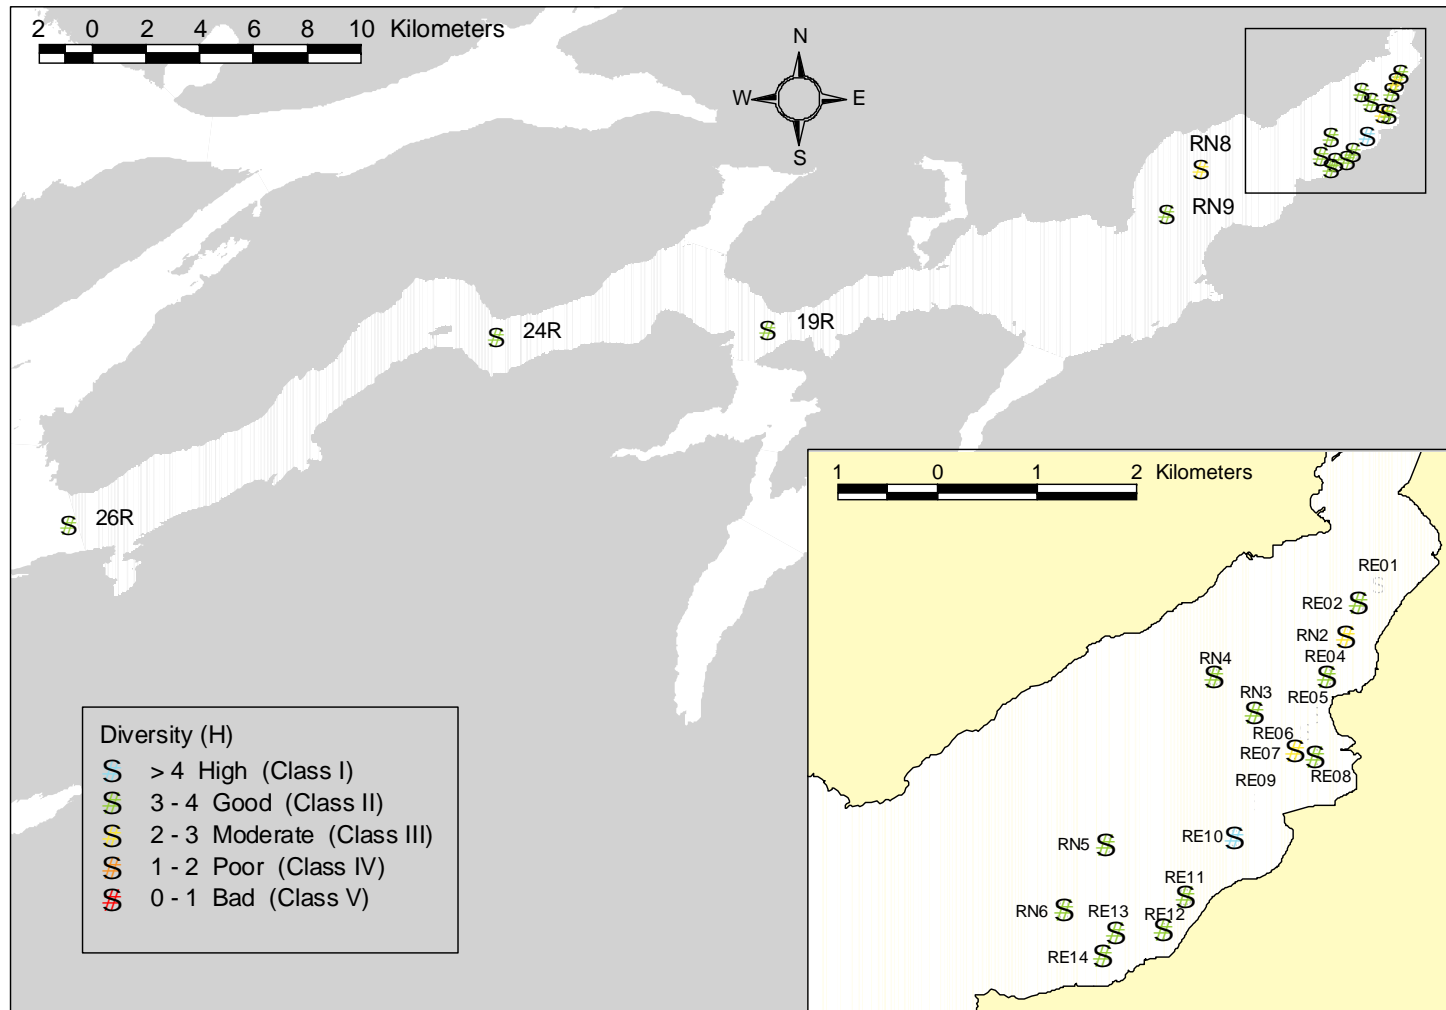 2 0 2 4 6 8 10 Kilometers
N
W E
S
RN8
RN9
19R
24R
26R
1 0 1 2 Kilometers
RE01
RE02
RN2
RE04
RN4
RE05
RN3
RE06
RE07
RE08
RE09
RE10
RN5
RE11
RN6
RE13
RE12
RE14
Diversity (H)
> 4 High (Class I)
3 - 4 Good (Class II)
2 - 3 Moderate (Class III)
1 - 2 Poor (Class IV)
0 - 1 Bad (Class V)